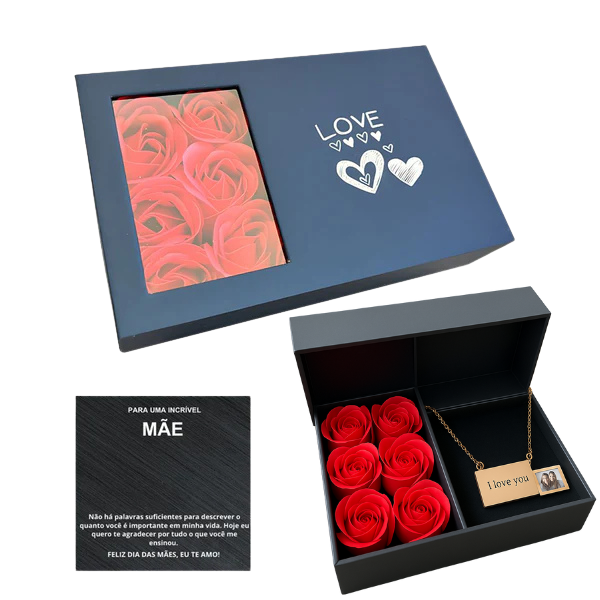 LOVE
PARA UMA INCRÍVEL
MÃE
Não há palavras suficientes para descrever o
quanto você é importante em minha vida. Hoje eu
quero te agradecer por tudo o que você me
ensinou.
FELIZ DIA DAS MÃES, EU TE AMO!
I love you